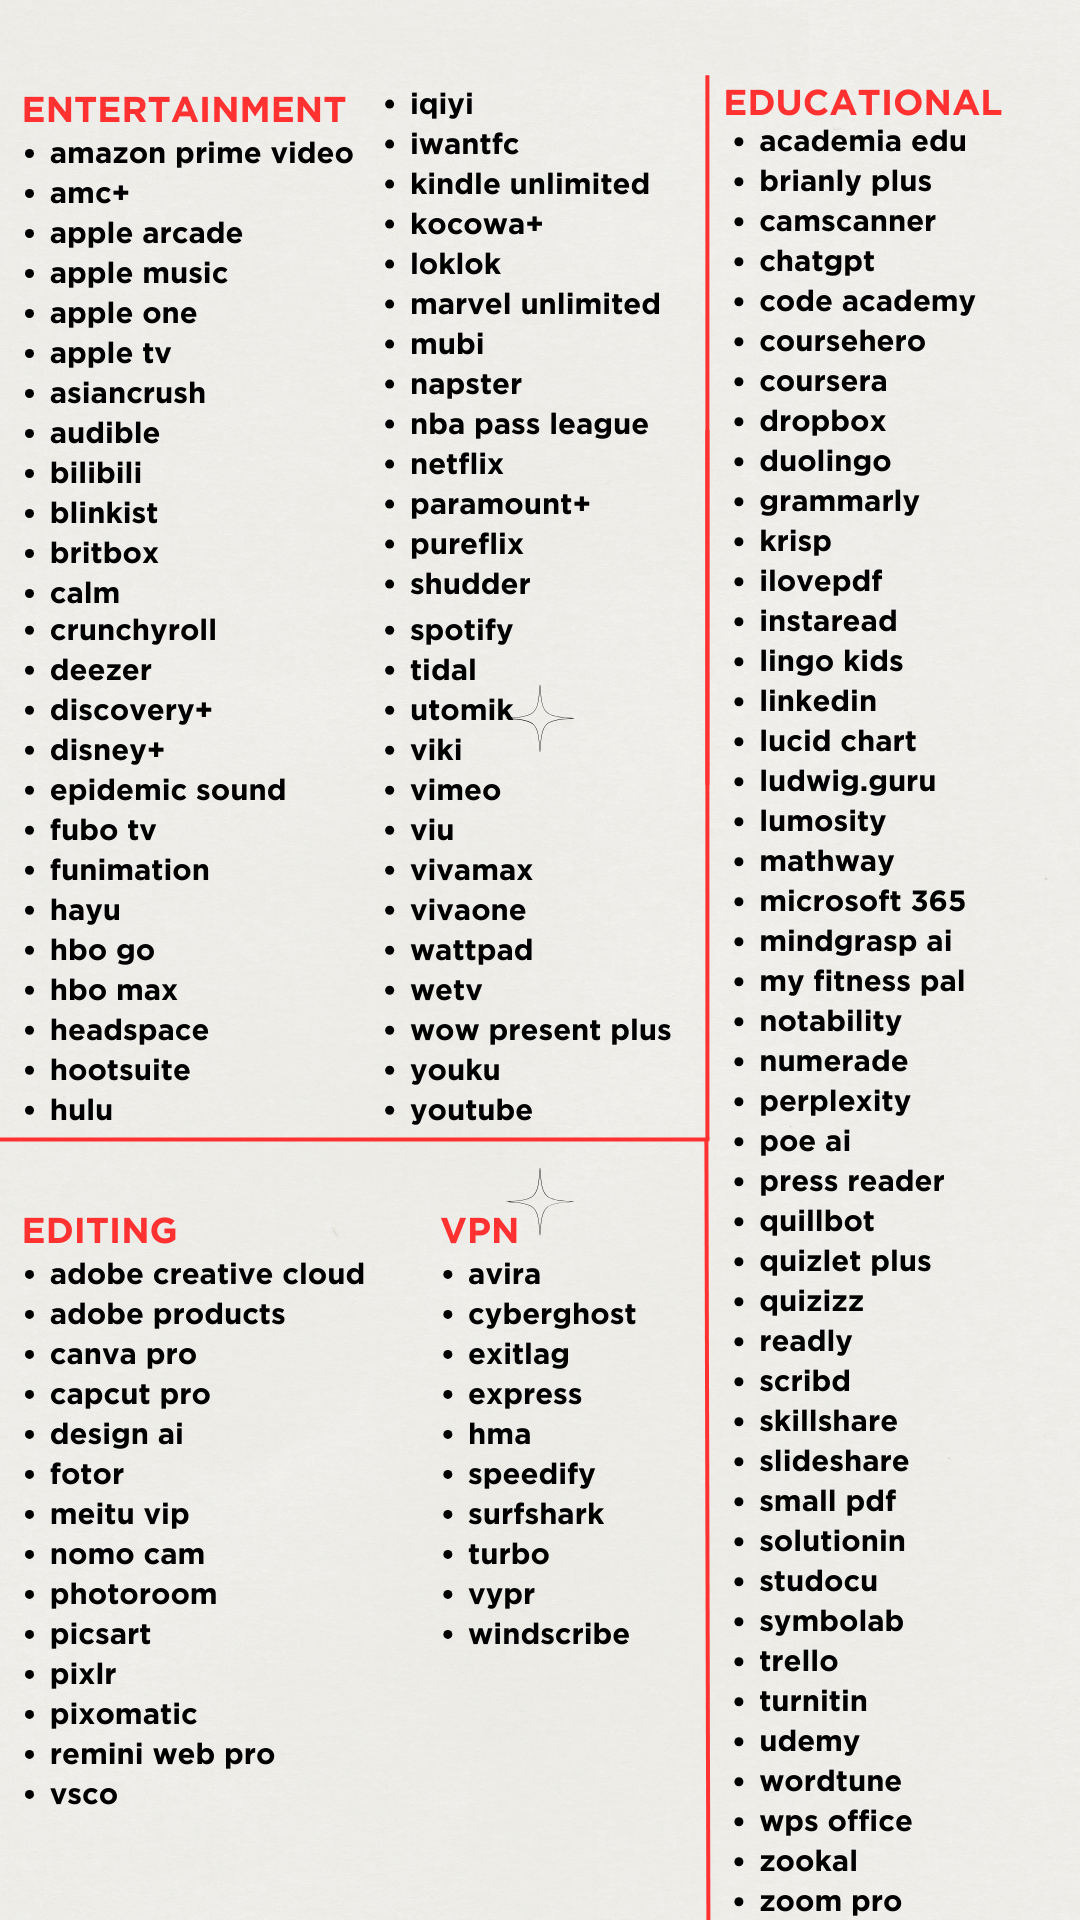 ENTERTAINMENT
• amazon prime video
• amc+
• apple arcade
• apple music
• apple one
• apple tv
• asiancrush
• audible
• bilibili
• blinkist
• britbox
• calm
• crunchyroll
• deezer
• discovery+
• disney+
• epidemic sound
• fubo tv
• funimation
• hayu
• hbo go
• hbo max
• headspace
• hootsuite
• hulu
• iqiyi
• iwantfc
• kindle unlimited
• kocowa+
• loklok
• marvel unlimited
• mubi
• napster
• nba pass league
• netflix
• paramount+
• pureflix
• shudder
• spotify
• tidal
• utomik
• viki
• vimeo
• viu
• vivamax
• vivaone
• wattpad
• wetv
• wow present plus
• youku
• youtube
EDUCATIONAL
• academia edu
• brianly plus
• camscanner
• chatgpt
• code academy
• coursehero
• coursera
• dropbox
• duolingo
• grammarly
• krisp
• ilovepdf
• instaread
• lingo kids
• linkedin
• lucid chart
• ludwig.guru
• lumosity
• mathway
• microsoft 365
• mindgrasp ai
• my fitness pal
• notability
• numerade
• perplexity
• poe ai
• press reader
• quillbot
• quizlet plus
• quizizz
• readly
• scribd
• skillshare
• slideshare
• small pdf
• solutionin
• studocu
• symbolab
• trello
• turnitin
• udemy
• wordtune
• wps office
• zookal
• zoom pro
EDITING
• adobe creative cloud
• adobe products
• canva pro
• capcut pro
• design ai
• fotor
• meitu vip
• nomo cam
• photoroom
• picsart
• pixlr
• pixomatic
• remini web pro
• vsco
VPN
• avira
• cyberghost
• exitlag
• express
• hma
• speedify
• surfshark
• turbo
• vypr
• windscribe